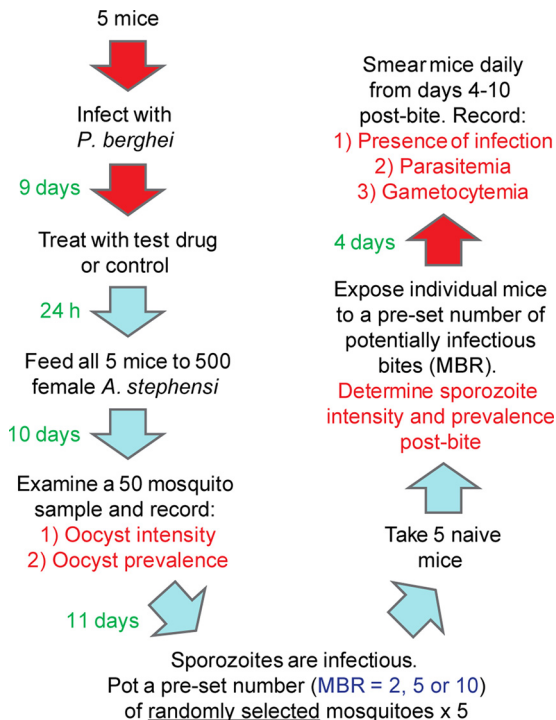 5 mice
Infect with
P. berghei
9 days
Treat with test drug
or control
24 h
Feed all 5 mice to 500
female A. stephensi
10 days
Examine a 50 mosquito
sample and record:
1) Oocyst intensity
2) Oocyst prevalence
11 days
Sporozoites are infectious.
Pot a pre-set number (MBR = 2, 5 or 10)
of randomly selected mosquitoes x 5
Take 5 naive
mice
Expose individual mice
to a pre-set number of
potentially infectious
bites (MBR).
Determine sporozoite
intensity and prevalence
post-bite
4 days
Smear mice daily
from days 4-10
post-bite. Record:
1) Presence of infection
2) Parasitemia
3) Gametocytemia